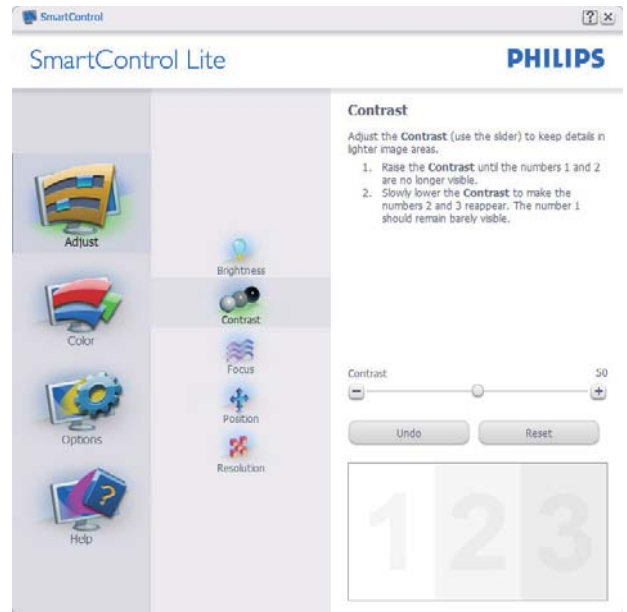 SmartControl
SmartControl Lite
PHILIPS
Adjust
Color
Options
Help
Brightness
Contrast
Focus
Position
Resolution
Contrast
Adjust the Contrast (use the slider) to keep details in
lighter image areas.
1. Raise the Contrast until the numbers 1 and 2
are no longer visible.
2. Slowly lower the Contrast to make the
numbers 2 and 3 reappear. The number 1
should remain barely visible.
Contrast 50
Undo Reset
1 2 3